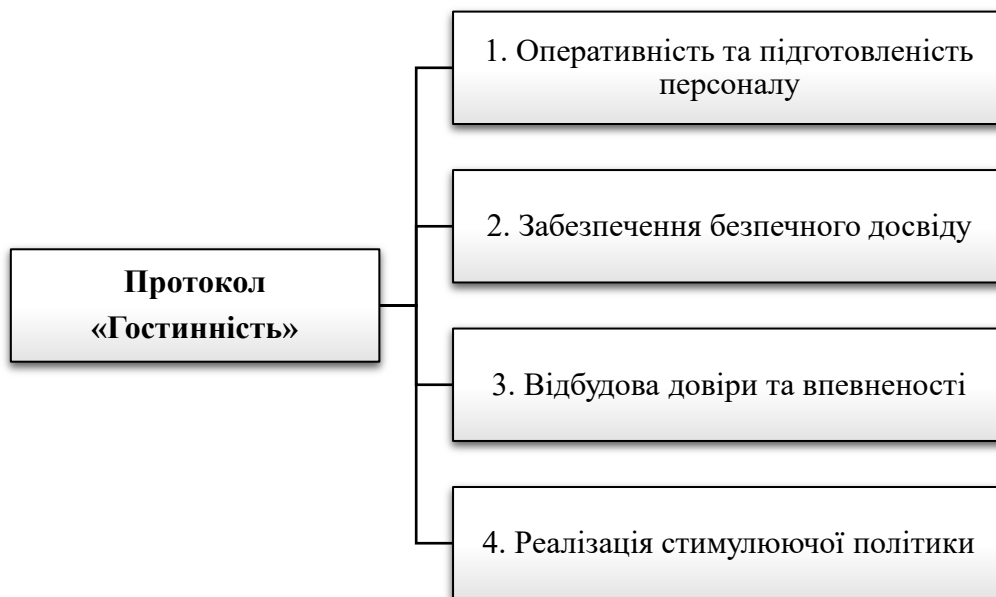 Протокол
«Гостинність»
1. Оперативність та підготовленість
персоналу
2. Забезпечення безпечного досвіду
3. Відбудова довіри та впевненості
4. Реалізація стимулюючої політики